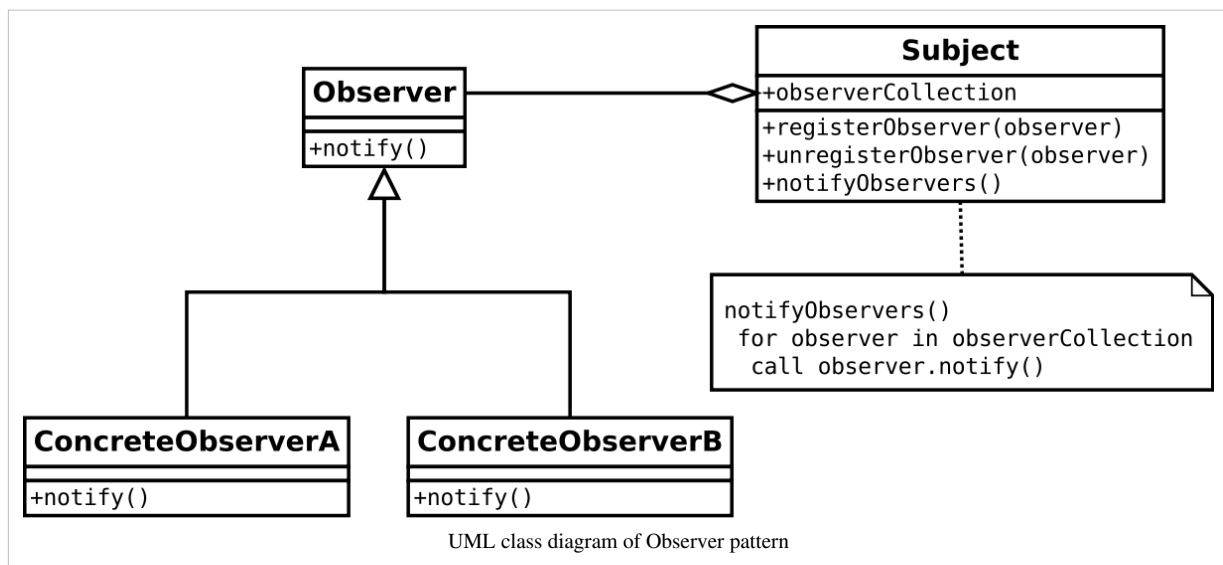 Subject
+observerCollection
+registerObserver(observer)
+unregisterObserver(observer)
+notifyObservers()
Observer
+notify()
notifyObservers()
for observer in observerCollection
call observer.notify()
ConcreteObserverA
+notify()
ConcreteObserverB
+notify()
UML class diagram of Observer pattern